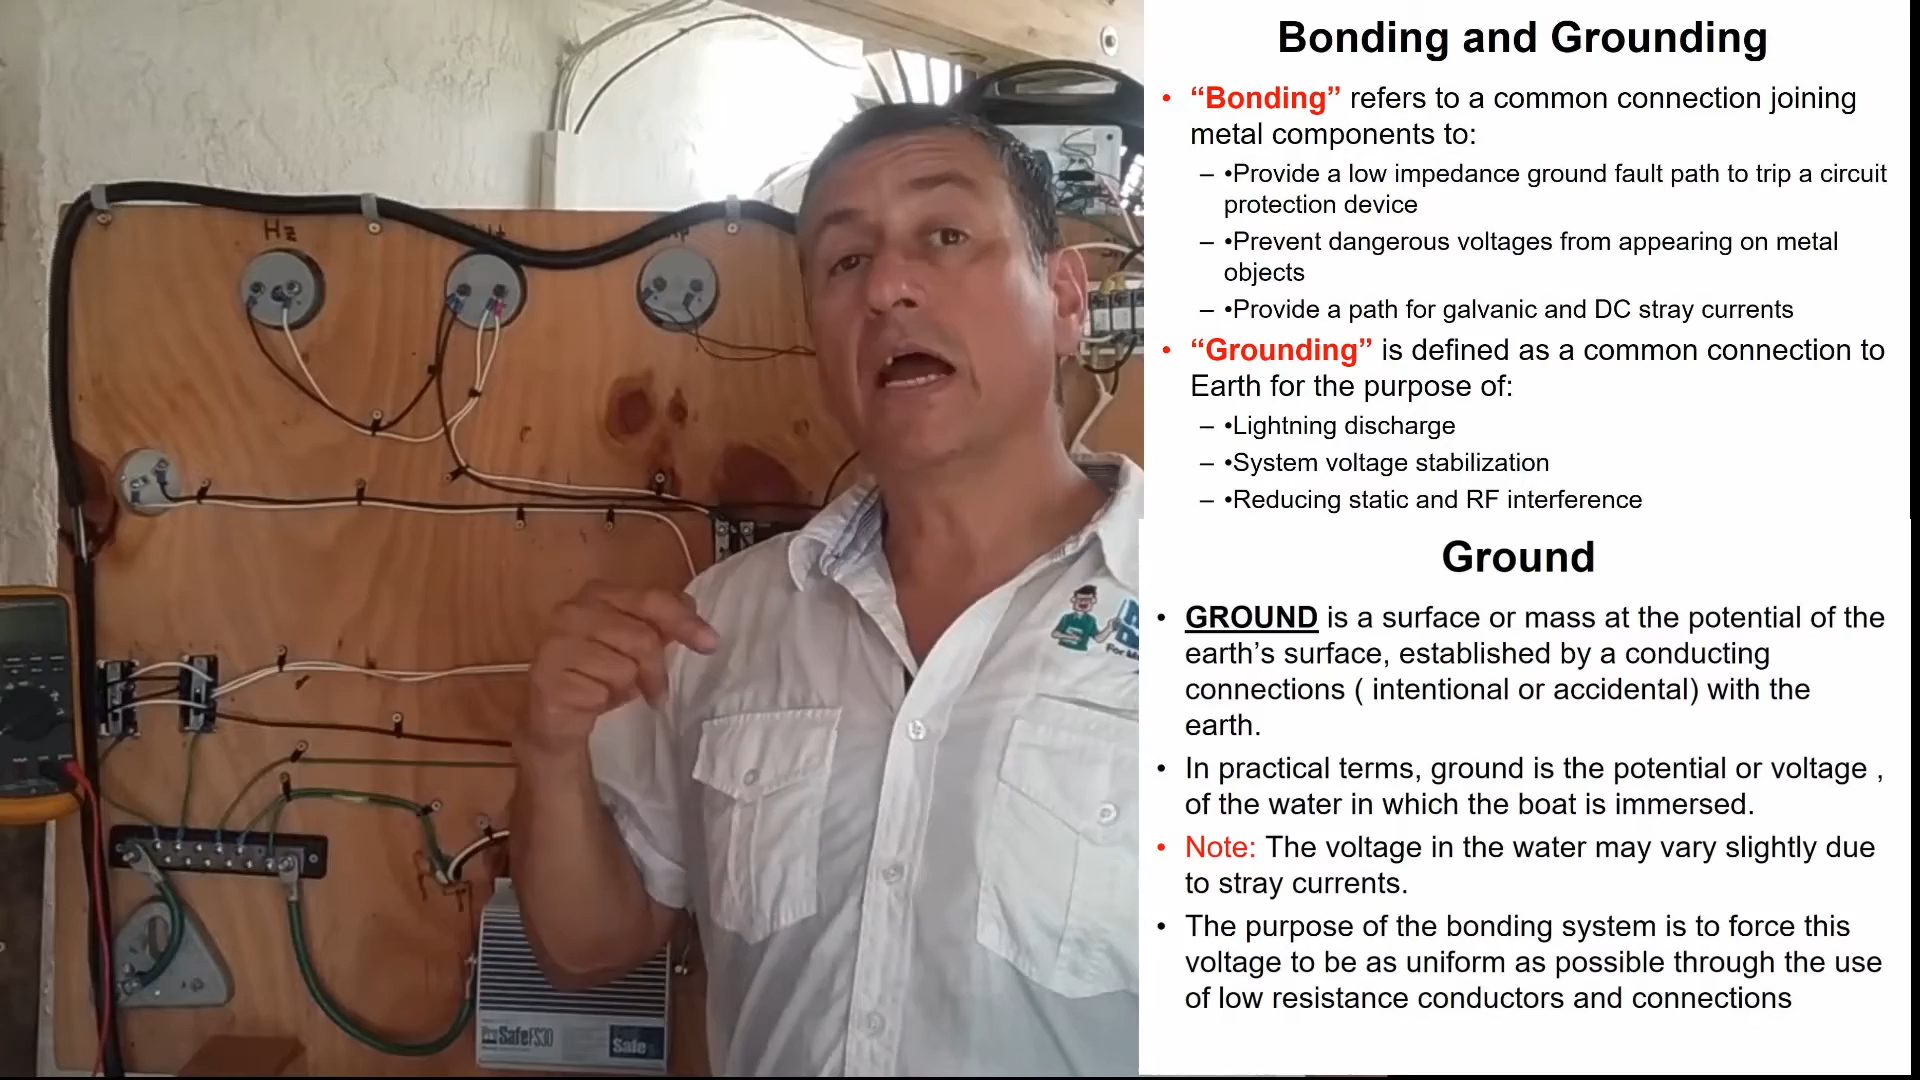 Bonding and Grounding
• “Bonding” refers to a common connection joining
metal components to:
– •Provide a low impedance ground fault path to trip a circuit
protection device
– •Prevent dangerous voltages from appearing on metal
objects
– •Provide a path for galvanic and DC stray currents
• “Grounding” is defined as a common connection to
Earth for the purpose of:
– •Lightning discharge
– •System voltage stabilization
– •Reducing static and RF interference
Ground
• GROUND is a surface or mass at the potential of the
earth’s surface, established by a conducting
connections ( intentional or accidental) with the
earth.
• In practical terms, ground is the potential or voltage ,
of the water in which the boat is immersed.
• Note: The voltage in the water may vary slightly due
to stray currents.
• The purpose of the bonding system is to force this
voltage to be as uniform as possible through the use
of low resistance conductors and connections
Hz
For
ProSafeFS30
Safe